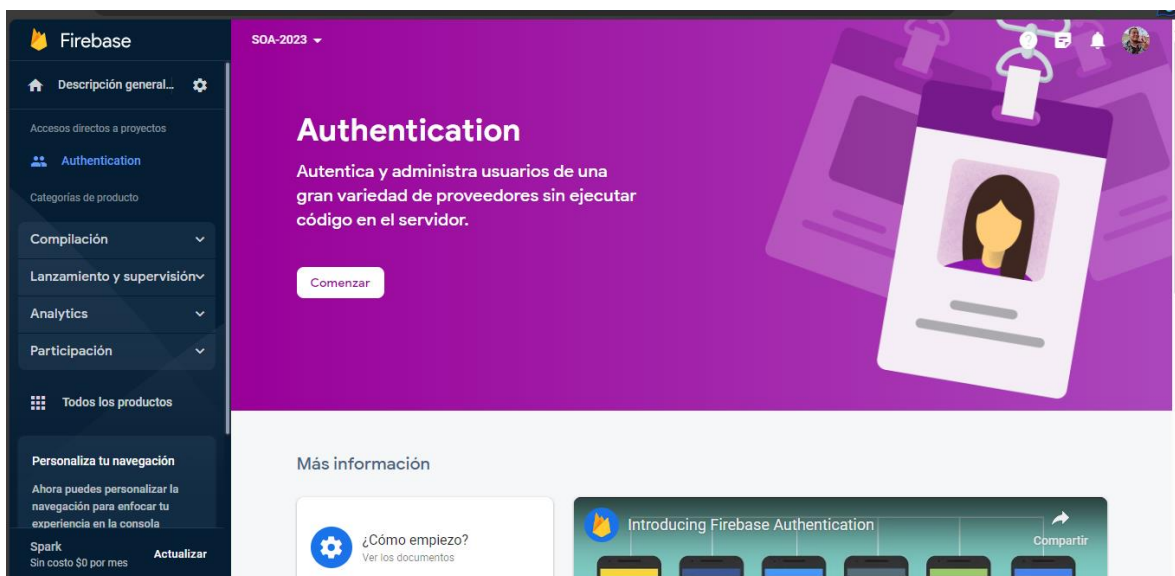 Firebase
Descripción general...
Accesos directos a proyectos
Authentication
Categorías de producto
Compilación
Lanzamiento y supervisión
Analytics
Participación
Todos los productos
Personaliza tu navegación
Ahora puedes personalizar la
navegación para enfocar tu
experiencia en la consola
Spark
Sin costo $0 por mes
Actualizar
SOA-2023
Authentication
Autentica y administra usuarios de una
gran variedad de proveedores sin ejecutar
código en el servidor.
Comenzar
Más información
¿Cómo empiezo?
Ver los documentos
Introducing Firebase Authentication
Compartir